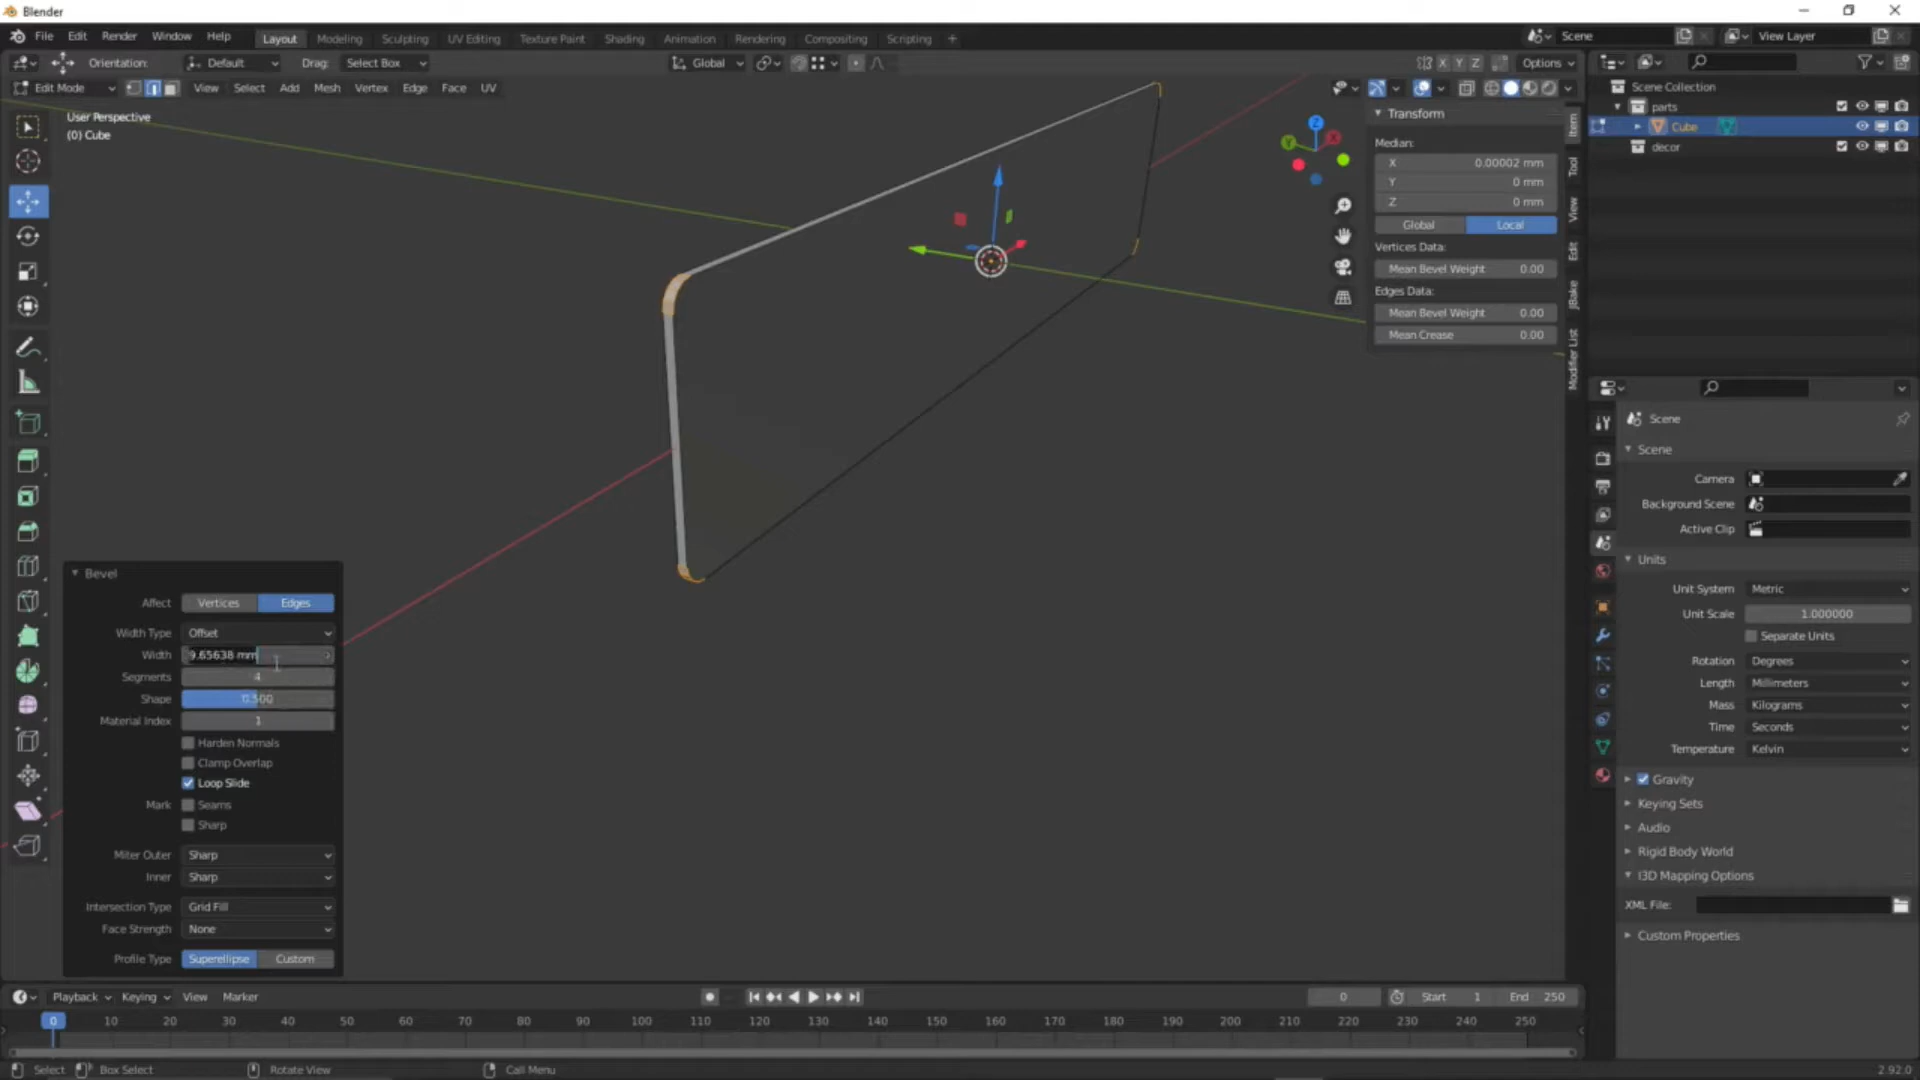 Blender
File Edit Render Window Help Layout Modeling Sculpting UV Editing Texture Paint Shading Animation Rendering Compositing Scripting + Scene View Layer
Orientation: Default Drag: Select Box Global X Y Z Options
Edit Mode View Select Add Mesh Vertex Edge Face UV
User Perspective
(0) Cube
Transform
Median:
X 0.00002 mm
Y 0 mm
Z 0 mm
Global Local
Vertices Data:
Mean Bevel Weight 0.00
Edges Data:
Mean Bevel Weight 0.00
Mean Crease 0.00
Item
Tool
View
Edit
JBake
Modifier List
Z
X
Y
Scene Collection
parts
Cube
decor
Scene
Scene
Camera
Background Scene
Active Clip
Units
Unit System Metric
Unit Scale 1.000000
Separate Units
Rotation Degrees
Length Millimeters
Mass Kilograms
Time Seconds
Temperature Kelvin
Gravity
Keying Sets
Audio
Rigid Body World
I3D Mapping Options
XML File:
Custom Properties
Bevel
Affect Vertices Edges
Width Type Offset
Width 9.65638 mm
Segments 4
Shape 0.500
Material Index 1
Harden Normals
Clamp Overlap
Loop Slide
Mark Seams
Sharp
Miter Outer Sharp
Inner Sharp
Intersection Type Grid Fill
Face Strength None
Profile Type Superellipse Custom
Playback Keying View Marker 0 Start 1 End 250
0 10 20 30 40 50 60 70 80 90 100 110 120 130 140 150 160 170 180 190 200 210 220 230 240 250
Select Box Select Rotate View Call Menu 2.92.0